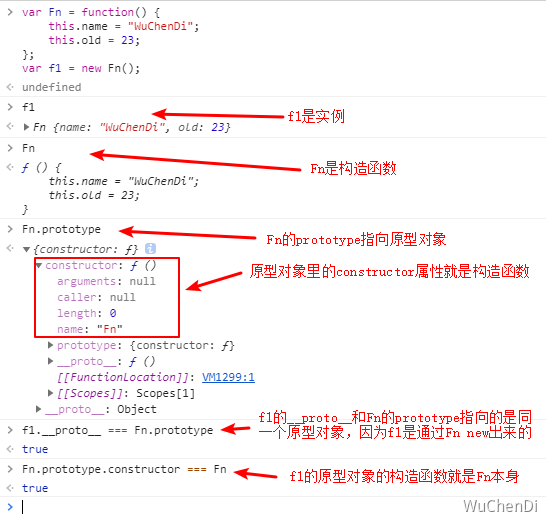 var Fn = function() {
this.name = "WuChenDi";
this.old = 23;
};
var f1 = new Fn();
undefined
f1
f1是实例
Fn {name: "WuChenDi", old: 23}
Fn
Fn是构造函数
ƒ () {
this.name = "WuChenDi";
this.old = 23;
}
Fn.prototype
Fn的prototype指向原型对象
{constructor: ƒ}
constructor: ƒ ()
原型对象里的constructor属性就是构造函数
arguments: null
caller: null
length: 0
name: "Fn"
prototype: {constructor: ƒ}
__proto__: ƒ ()
[[FunctionLocation]]: VM1299:1
[[Scopes]]: Scopes[1]
__proto__: Object
f1.__proto__ === Fn.prototype
f1的__proto__和Fn的prototype指向的是同
一个原型对象，因为f1是通过Fn new出来的
true
Fn.prototype.constructor === Fn
f1的原型对象的构造函数就是Fn本身
true
WuChenDi